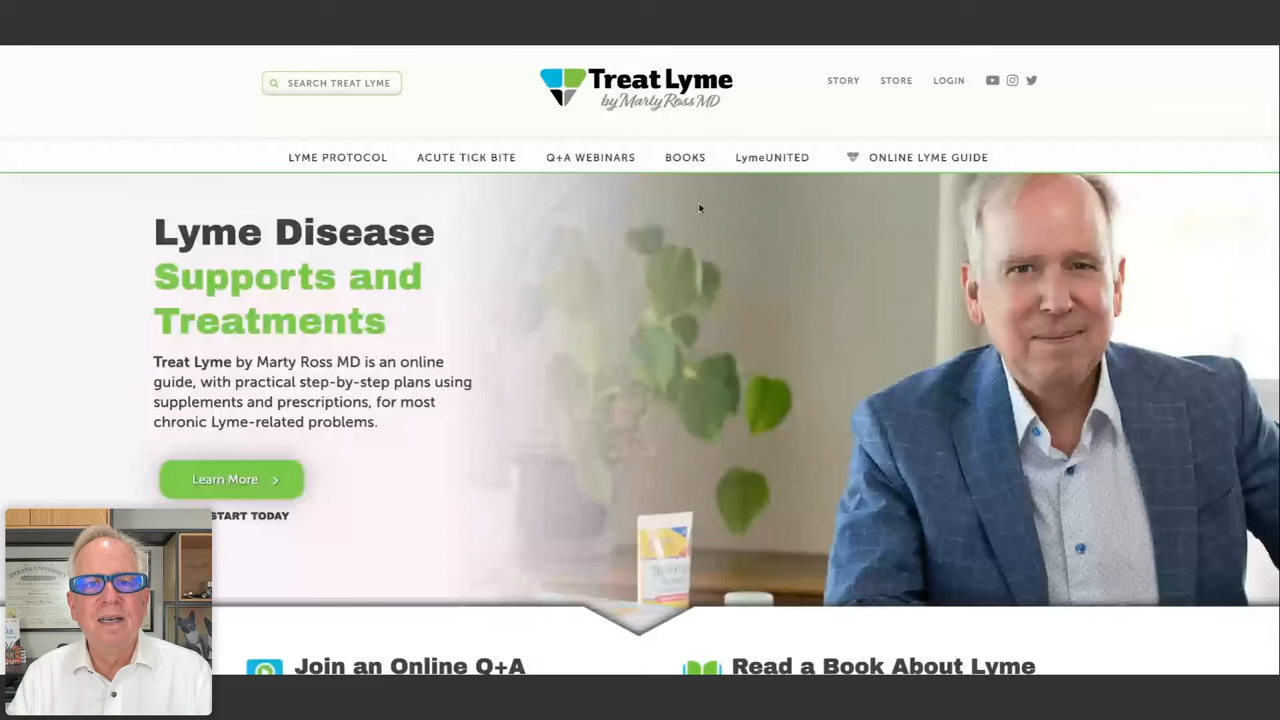 SEARCH TREAT LYME
Treat Lyme
by Marty Ross MD
STORY STORE LOGIN
LYME PROTOCOL ACUTE TICK BITE Q+A WEBINARS BOOKS LymeUNITED ONLINE LYME GUIDE
Lyme Disease
Supports and
Treatments
Treat Lyme by Marty Ross MD is an online
guide, with practical step-by-step plans using
supplements and prescriptions, for most
chronic Lyme-related problems.
Learn More
START TODAY
INDIANA UNIVERSITY
Join an Online Q+A
Read a Book About Lyme